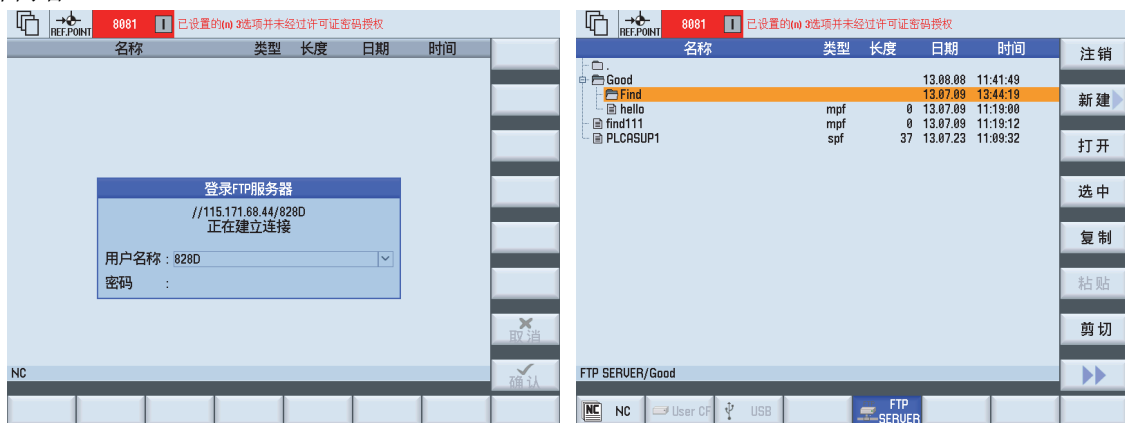 REF.POINT
8081
已设置的(n) 3选项并未经过许可证密码授权
名称 类型 长度 日期 时间
登录FTP服务器
//115.171.68.44/828D
正在建立连接
用户名称 : 828D
密码 :
取消
NC
确认
REF.POINT
8081
已设置的(n) 3选项并未经过许可证密码授权
名称 类型 长度 日期 时间
注销
.
Good 13.08.08 11:41:49
Find 13.07.09 13:44:19
新建
hello mpf 0 13.07.09 11:19:00
find111 mpf 0 13.07.09 11:19:12
PLCASUP1 spf 37 13.07.23 11:09:32
打开
选中
复制
粘贴
剪切
FTP SERVER/Good
NC NC User CF USB FTP SERVER